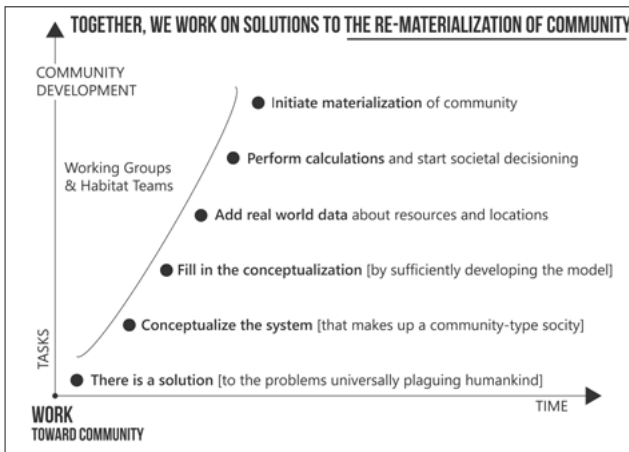 TOGETHER, WE WORK ON SOLUTIONS TO THE RE-MATERIALIZATION OF COMMUNITY
COMMUNITY
DEVELOPMENT
Initiate materialization of community
Perform calculations and start societal decisioning
Working Groups
& Habitat Teams
Add real world data about resources and locations
Fill in the conceptualization [by sufficiently developing the model]
Conceptualize the system [that makes up a community-type socity]
TASKS
There is a solution [to the problems universally plaguing humankind]
TIME
WORK
TOWARD COMMUNITY